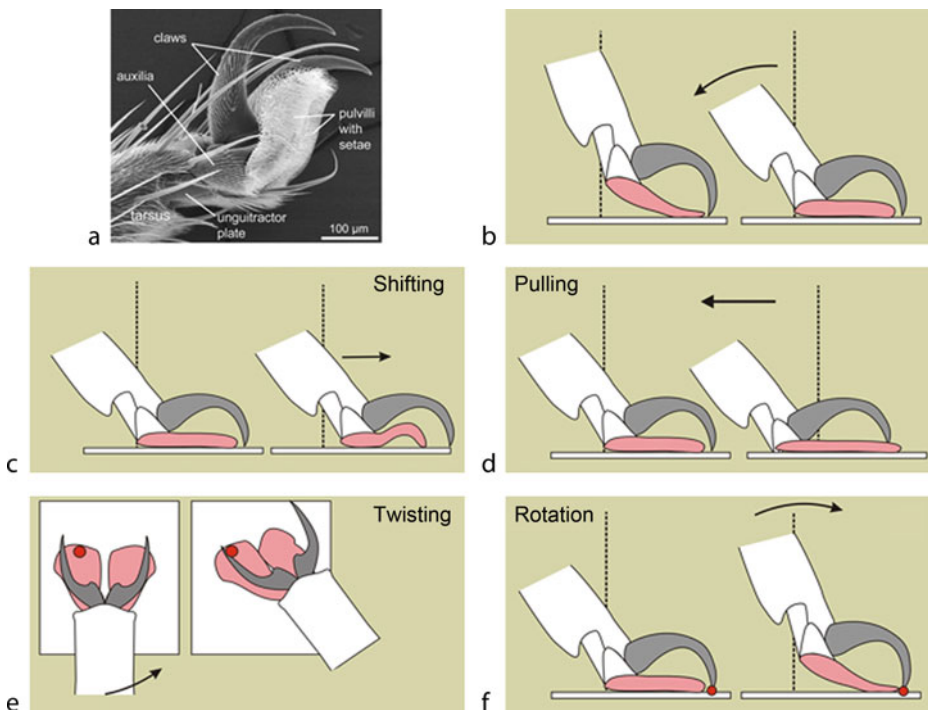 claws
auxilia
pulvilli
with
setae
tarsus
unguitractor
plate
100 µm
a
b
Shifting
c
Pulling
d
Twisting
e
Rotation
f